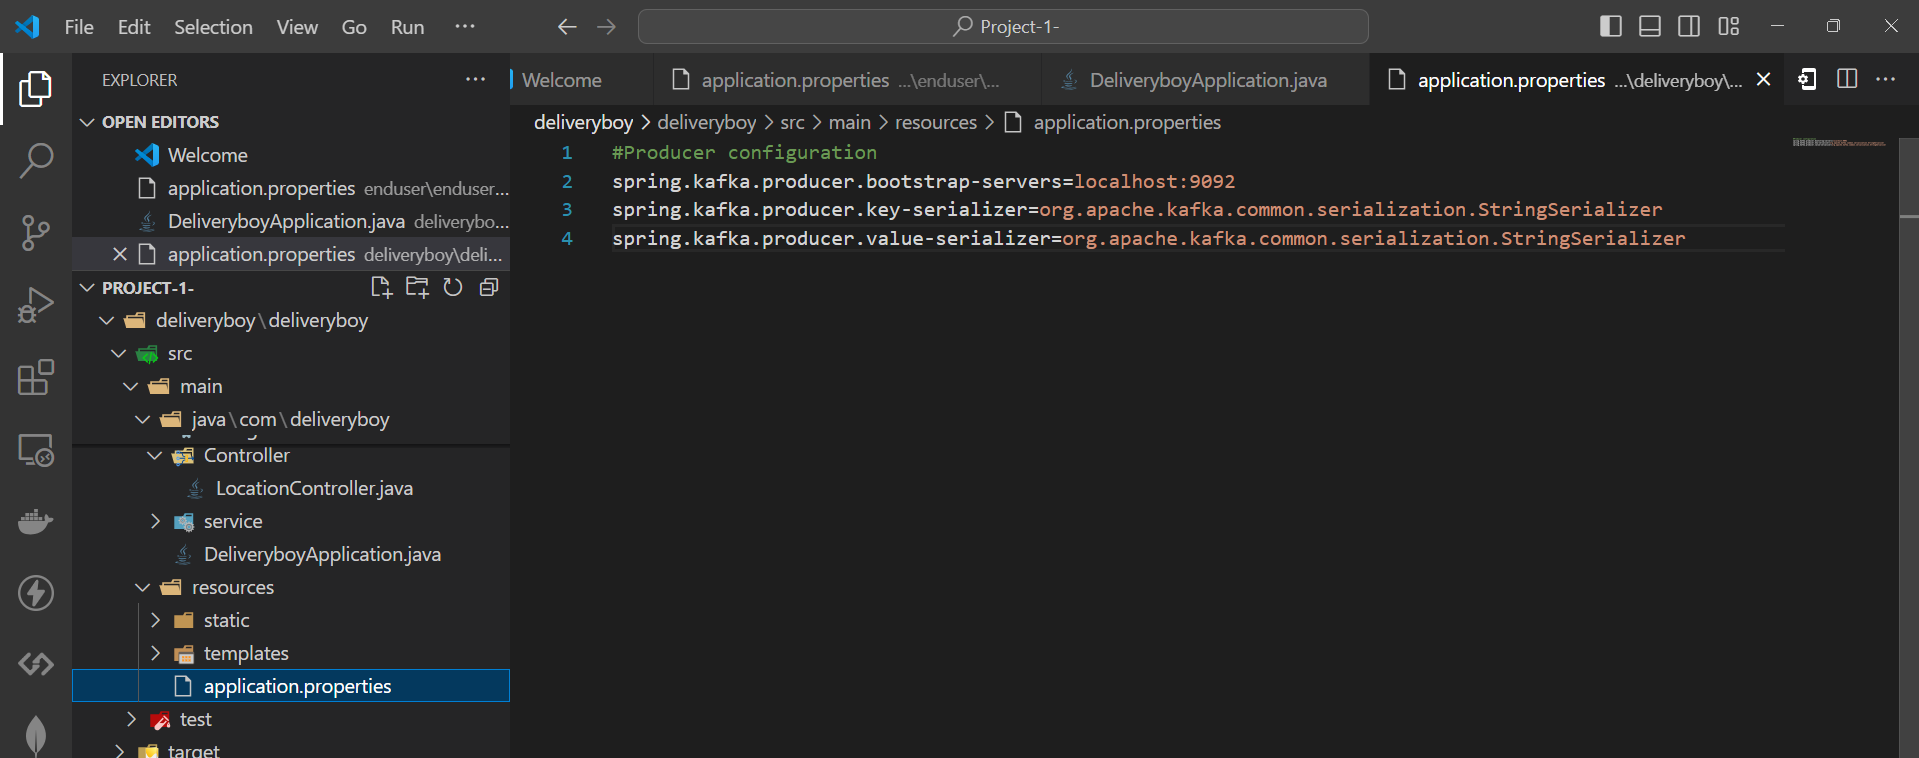 File Edit Selection View Go Run ···
Project-1-
EXPLORER ···
OPEN EDITORS
Welcome
application.properties enduser\enduser...
DeliveryboyApplication.java deliverybo...
application.properties deliveryboy\deli...
PROJECT-1-
deliveryboy\deliveryboy
src
main
java\com\deliveryboy
Controller
LocationController.java
service
DeliveryboyApplication.java
resources
static
templates
application.properties
test
target
Welcome
application.properties ...\enduser\...
DeliveryboyApplication.java
application.properties ...\deliveryboy\...
deliveryboy > deliveryboy > src > main > resources > application.properties
1 #Producer configuration
2 spring.kafka.producer.bootstrap-servers=localhost:9092
3 spring.kafka.producer.key-serializer=org.apache.kafka.common.serialization.StringSerializer
4 spring.kafka.producer.value-serializer=org.apache.kafka.common.serialization.StringSerializer